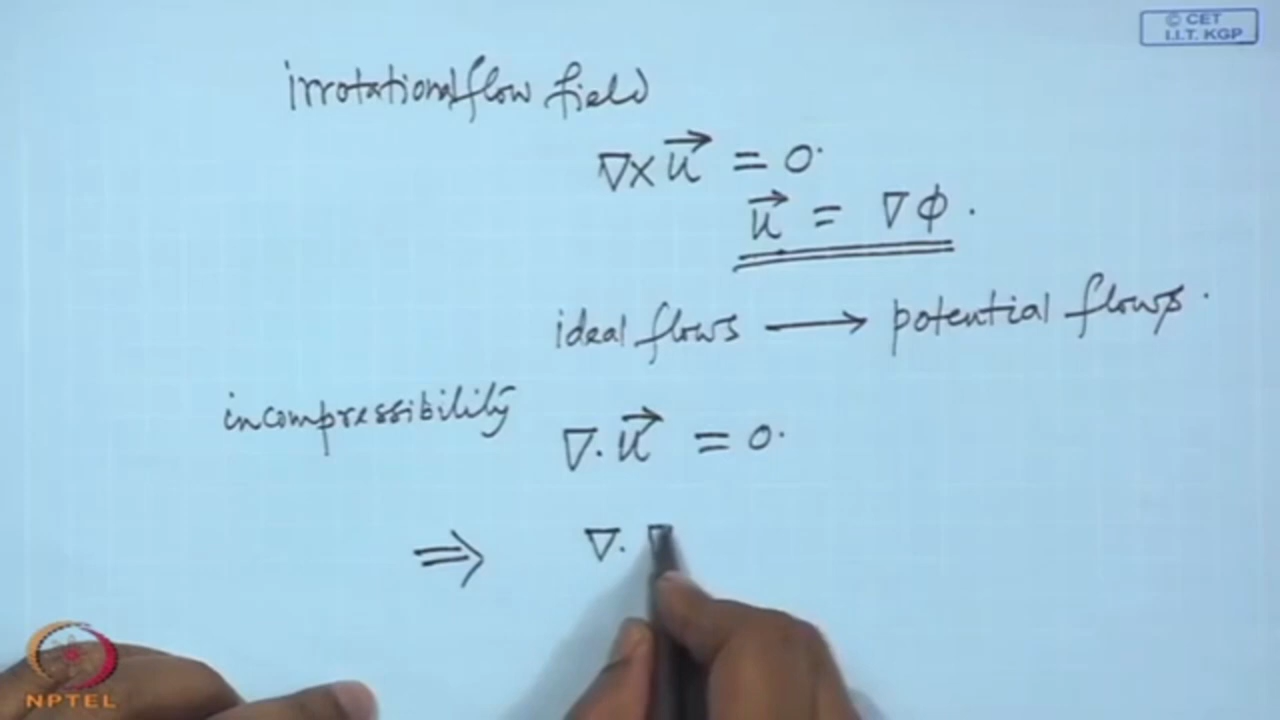 © CET
I.I.T. KGP
irrotational flow field
∇×u⃗ = 0.
u⃗ = ∇ϕ.
ideal flows ⟶ potential flows.
incompressibility
∇.u⃗ = 0.
⇒ ∇. ∇
NPTEL